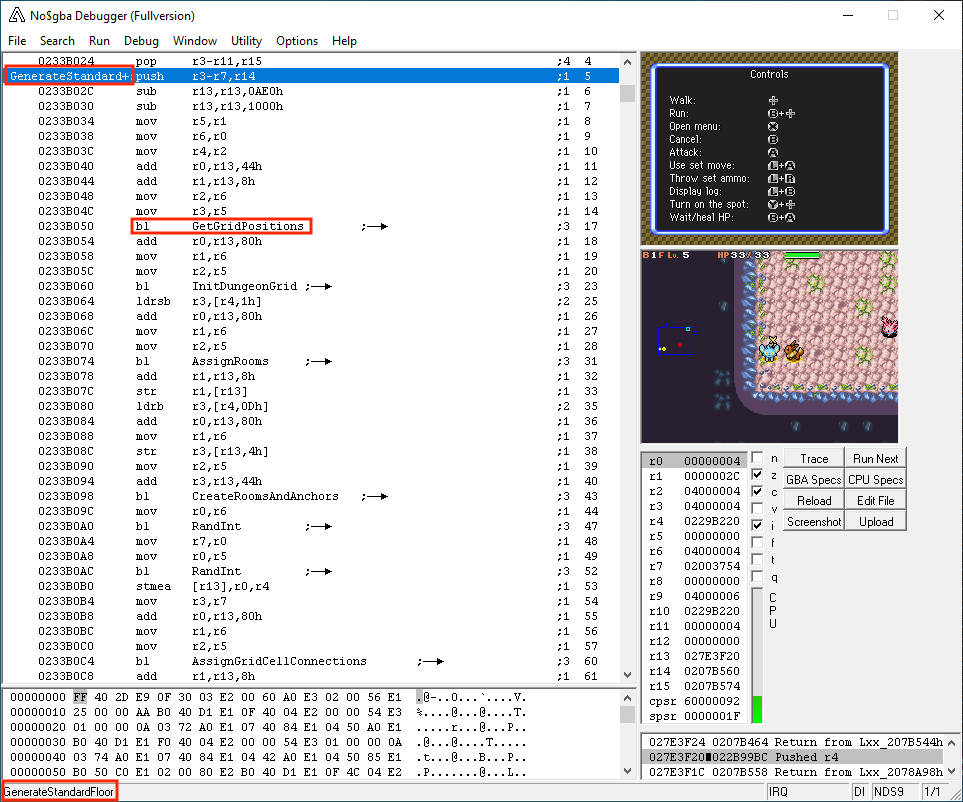 No$gba Debugger (Fullversion)
File Search Run Debug Window Utility Options Help
0233B024 pop r3-r11,r15 ;4 4
GenerateStandard+ push r3-r7,r14 ;1 5
0233B02C sub r13,r13,0AE0h ;1 6
0233B030 sub r13,r13,1000h ;1 7
0233B034 mov r5,r1 ;1 8
0233B038 mov r6,r0 ;1 9
0233B03C mov r4,r2 ;1 10
0233B040 add r0,r13,44h ;1 11
0233B044 add r1,r13,8h ;1 12
0233B048 mov r2,r6 ;1 13
0233B04C mov r3,r5 ;1 14
0233B050 bl GetGridPositions ;→ ;3 17
0233B054 add r0,r13,80h ;1 18
0233B058 mov r1,r6 ;1 19
0233B05C mov r2,r5 ;1 20
0233B060 bl InitDungeonGrid ;→ ;3 23
0233B064 ldrsb r3,[r4,1h] ;2 25
0233B068 add r0,r13,80h ;1 26
0233B06C mov r1,r6 ;1 27
0233B070 mov r2,r5 ;1 28
0233B074 bl AssignRooms ;→ ;3 31
0233B078 add r1,r13,8h ;1 32
0233B07C str r1,[r13] ;1 33
0233B080 ldrb r3,[r4,0Dh] ;2 35
0233B084 add r0,r13,80h ;1 36
0233B088 mov r1,r6 ;1 37
0233B08C str r3,[r13,4h] ;1 38
0233B090 mov r2,r5 ;1 39
0233B094 add r3,r13,44h ;1 40
0233B098 bl CreateRoomsAndAnchors ;→ ;3 43
0233B09C mov r0,r6 ;1 44
0233B0A0 bl RandInt ;→ ;3 47
0233B0A4 mov r7,r0 ;1 48
0233B0A8 mov r0,r5 ;1 49
0233B0AC bl RandInt ;→ ;3 52
0233B0B0 stmea [r13],r0,r4 ;1 53
0233B0B4 mov r3,r7 ;1 54
0233B0B8 add r0,r13,80h ;1 55
0233B0BC mov r1,r6 ;1 56
0233B0C0 mov r2,r5 ;1 57
0233B0C4 bl AssignGridCellConnections ;→ ;3 60
0233B0C8 add r1,r13,8h ;1 61
00000000 FF 40 2D E9 0F 30 03 E2 00 60 A0 E3 02 00 56 E1 .@-..0...`....V.
00000010 25 00 00 AA B0 40 D1 E1 0F 40 04 E2 00 00 54 E3 %....@...@....T.
00000020 01 00 00 0A 03 72 A0 E1 07 40 84 E1 04 50 A0 E1 .....r...@...P..
00000030 B0 40 D1 E1 F0 40 04 E2 00 00 54 E3 01 00 00 0A .@...@....T.....
00000040 03 74 A0 E1 07 40 84 E1 04 42 A0 E1 04 50 85 E1 .t...@...B...P..
00000050 B0 50 C0 E1 02 00 80 E2 B0 40 D1 E1 0F 4C 04 E2 .P.......@...L..
Controls
Walk:
Run: B+
Open menu: X
Cancel: B
Attack: A
Use set move: L+A
Throw set ammo: L+R
Display log: L+B
Turn on the spot: Y+
Wait/heal HP: B+A
B1F Lv. 5 HP33/33
r0 00000004
r1 0000002C
r2 04000004
r3 04000004
r4 0229B220
r5 00000000
r6 04000004
r7 02003754
r8 00000000
r9 04000006
r10 0229B220
r11 00000004
r12 00000000
r13 027E3F20
r14 0207B560
r15 0207B574
cpsr 60000092
spsr 0000001F
n
z
c
v
i
f
t
q
C
P
U
Trace Run Next
GBA Specs CPU Specs
Reload Edit File
Screenshot Upload
027E3F24 0207B464 Return from Lxx_207B544h
027E3F20 022B99BC Pushed r4
027E3F1C 0207B558 Return from Lxx_2078A98h
GenerateStandardFloor IRQ DI NDS9 1/1